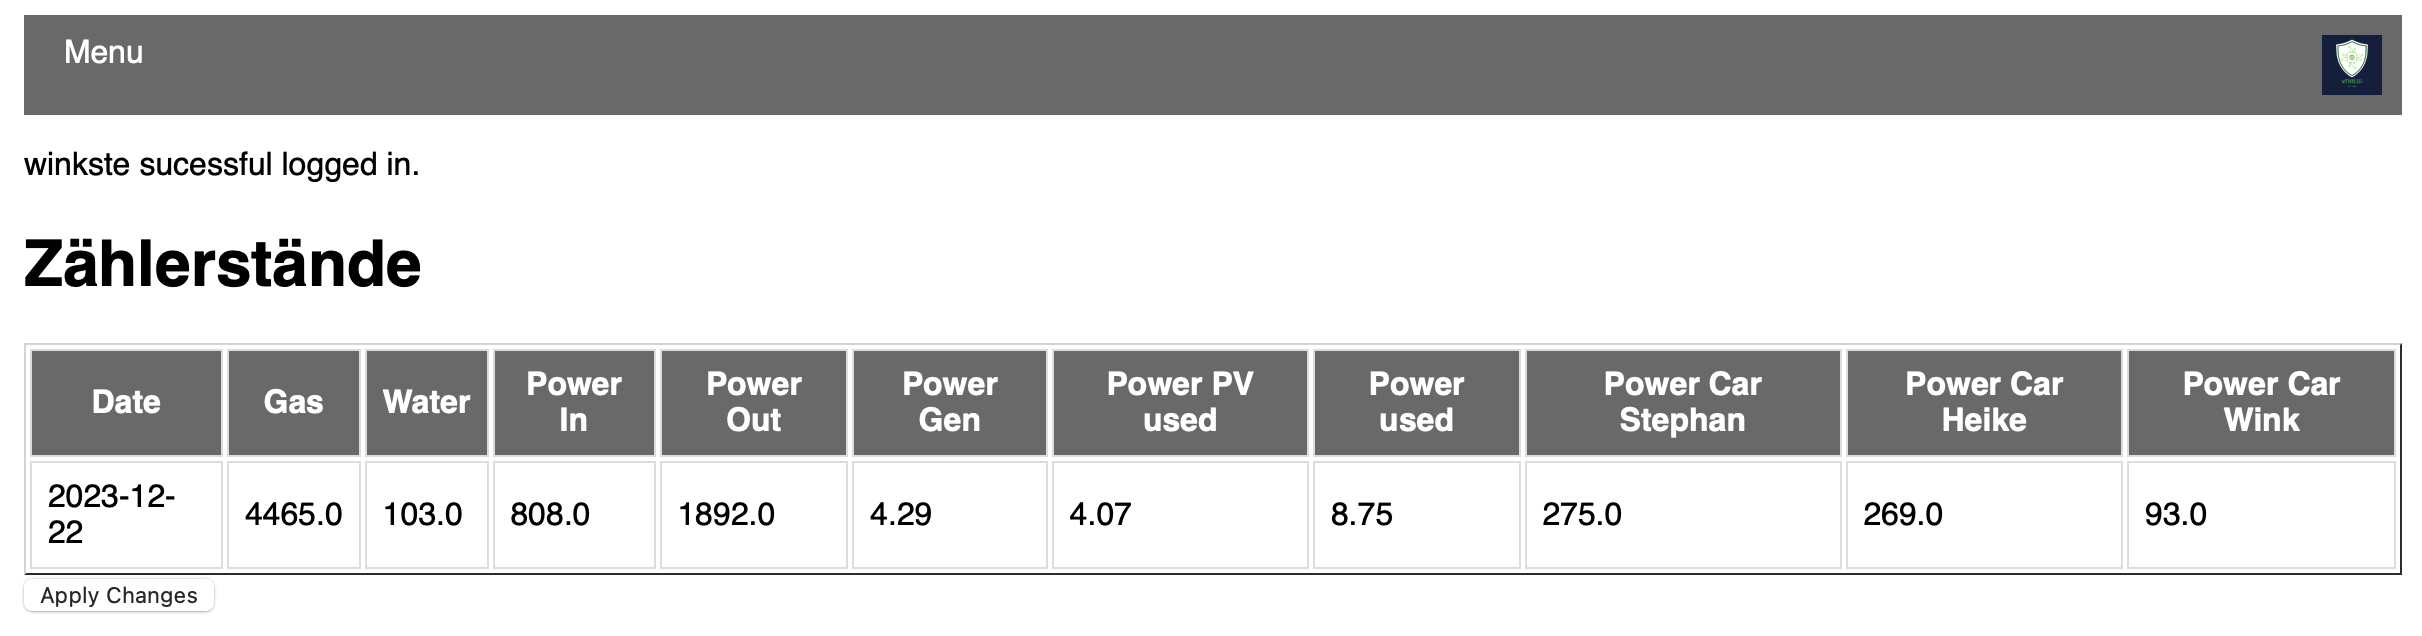 Menu
winkste sucessful logged in.
Zählerstände
Date Gas Water Power In Power Out Power Gen Power PV used Power used Power Car Stephan Power Car Heike Power Car Wink
2023-12-22 4465.0 103.0 808.0 1892.0 4.29 4.07 8.75 275.0 269.0 93.0
Apply Changes